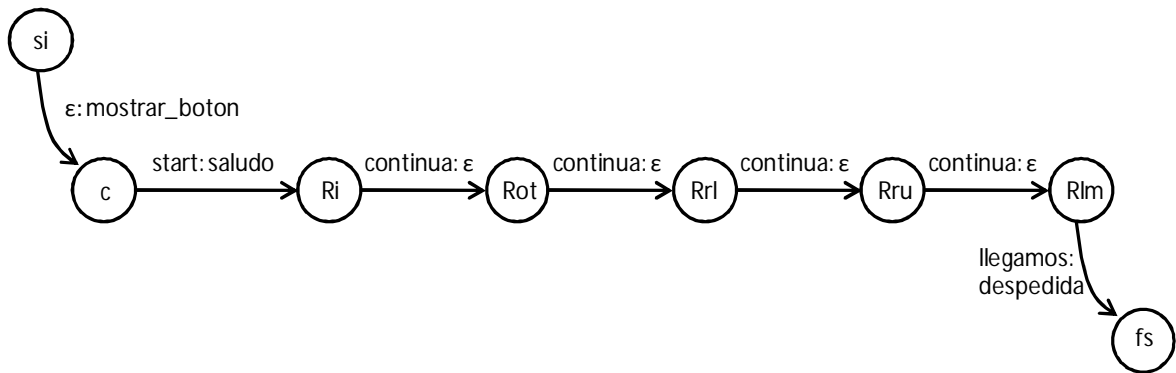 si
ε: mostrar_boton
start: saludo
continua: ε
continua: ε
continua: ε
continua: ε
c
Ri
Rot
Rrl
Rru
Rlm
llegamos:
despedida
fs